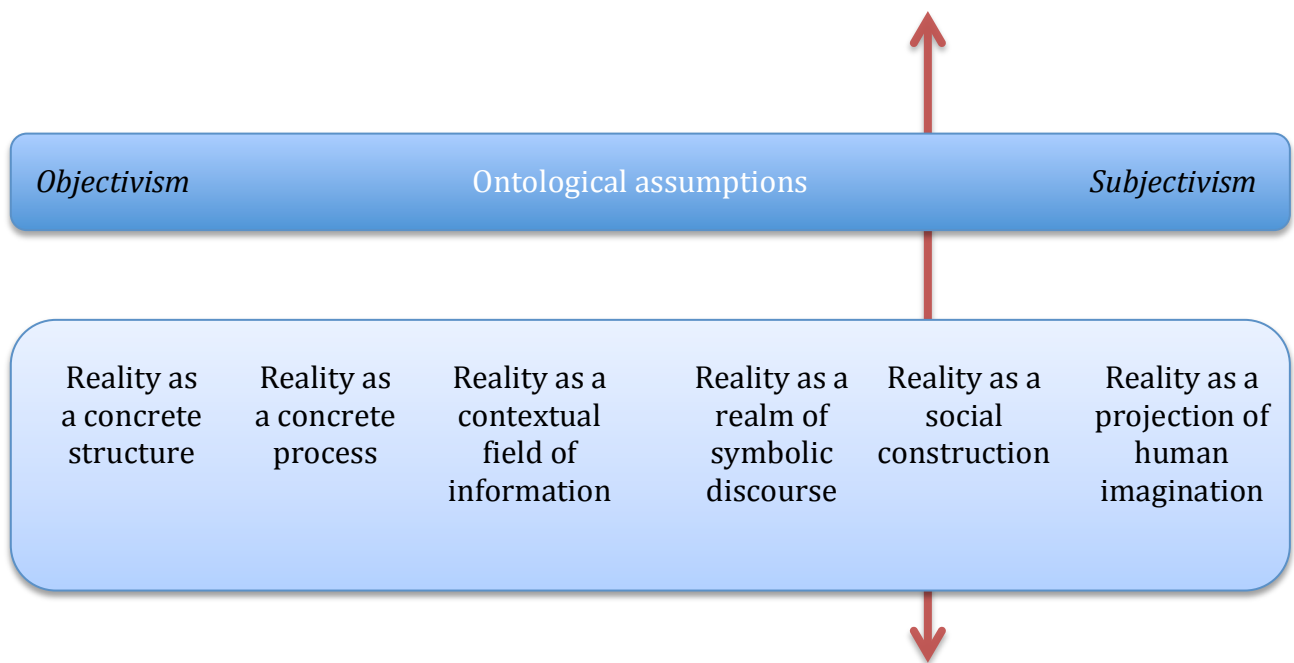 Objectivism
Ontological assumptions
Subjectivism
Reality as
a concrete
structure
Reality as
a concrete
process
Reality as a
contextual
field of
information
Reality as a
realm of
symbolic
discourse
Reality as a
social
construction
Reality as a
projection of
human
imagination